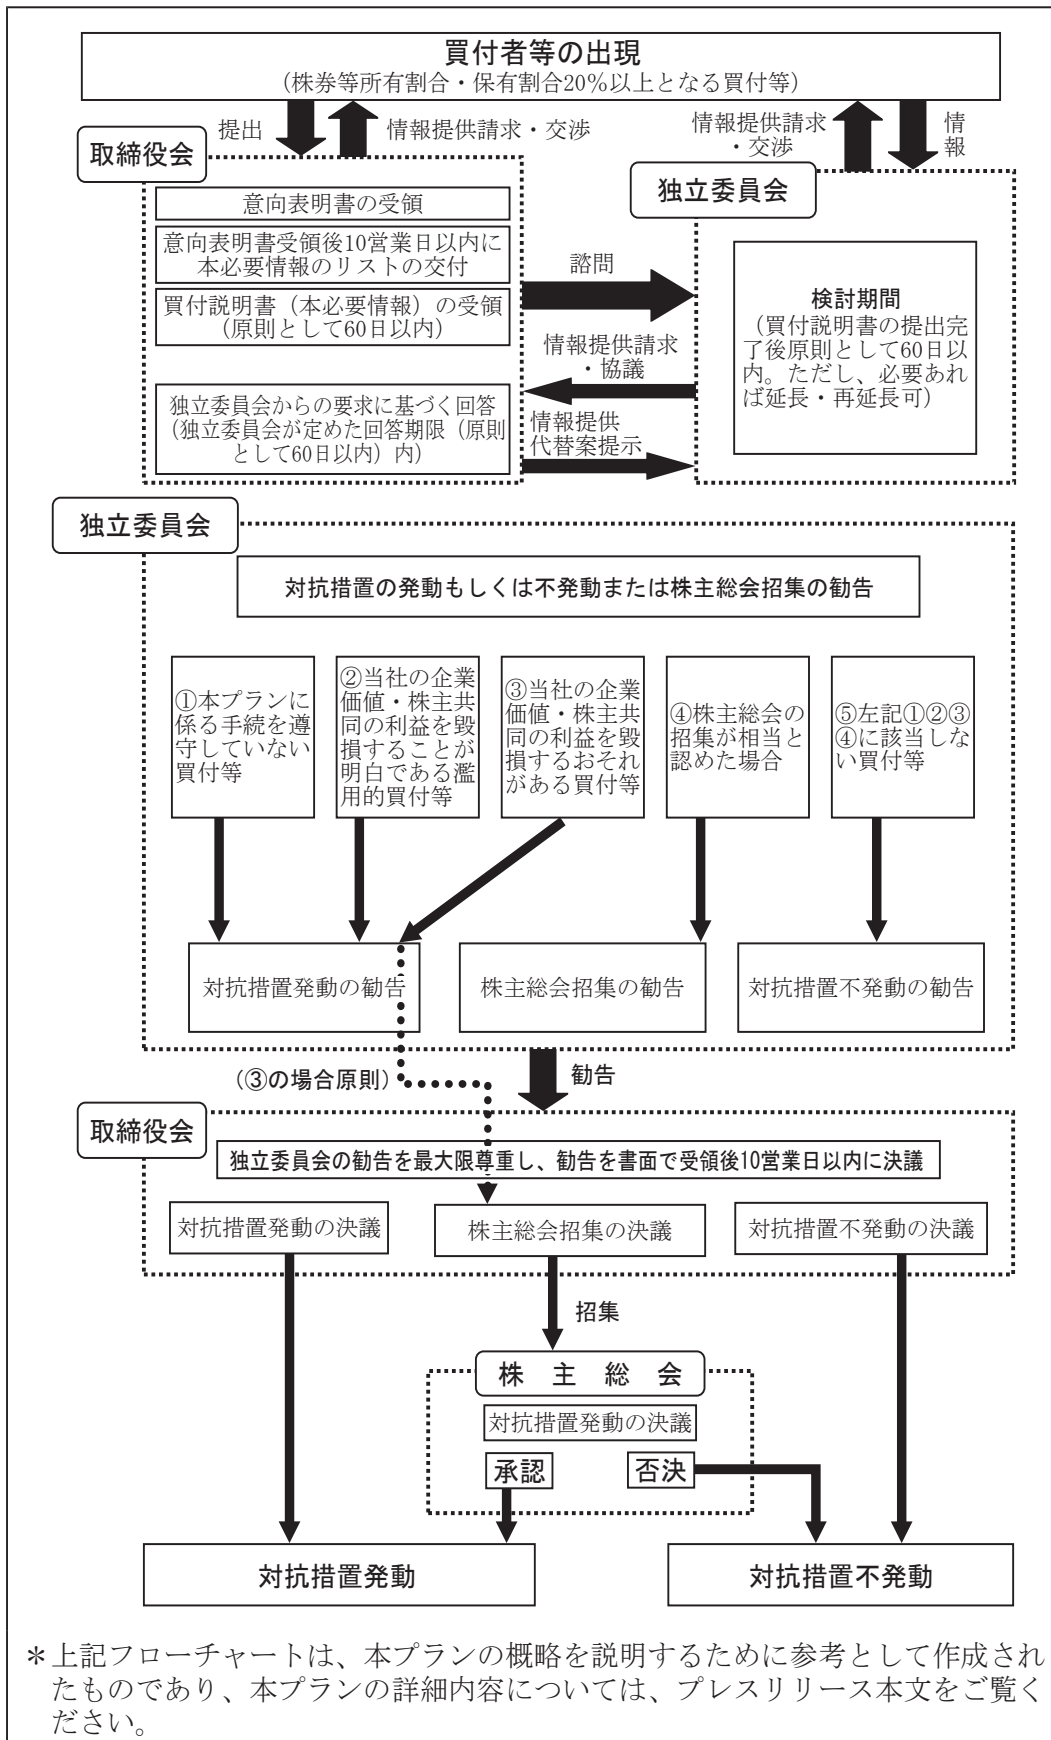 買付者等の出現
（株券等所有割合・保有割合20％以上となる買付等）
提出
情報提供請求・交渉
情報提供請求
・交渉
情
報
取締役会
独立委員会
意向表明書の受領
意向表明書受領後10営業日以内に
本必要情報のリストの交付
買付説明書（本必要情報）の受領
（原則として60日以内）
独立委員会からの要求に基づく回答
（独立委員会が定めた回答期限（原則
として60日以内）内）
諮問
情報提供請求
・協議
情報提供
代替案提示
検討期間
（買付説明書の提出完
了後原則として60日以
内。ただし、必要あれ
ば延長・再延長可）
独立委員会
対抗措置の発動もしくは不発動または株主総会招集の勧告
①本プランに
係る手続を遵
守していない
買付等
②当社の企業
価値・株主共
同の利益を毀
損することが
明白である濫
用的買付等
③当社の企業
価値・株主共
同の利益を毀
損するおそれ
がある買付等
④株主総会の
招集が相当と
認めた場合
⑤左記①②③
④に該当しな
い買付等
対抗措置発動の勧告
株主総会招集の勧告
対抗措置不発動の勧告
（③の場合原則）
勧告
取締役会
独立委員会の勧告を最大限尊重し、勧告を書面で受領後10営業日以内に決議
対抗措置発動の決議
株主総会招集の決議
対抗措置不発動の決議
招集
株主総会
対抗措置発動の決議
承認
否決
対抗措置発動
対抗措置不発動
＊上記フローチャートは、本プランの概略を説明するために参考として作成され
たものであり、本プランの詳細内容については、プレスリリース本文をご覧く
ださい。